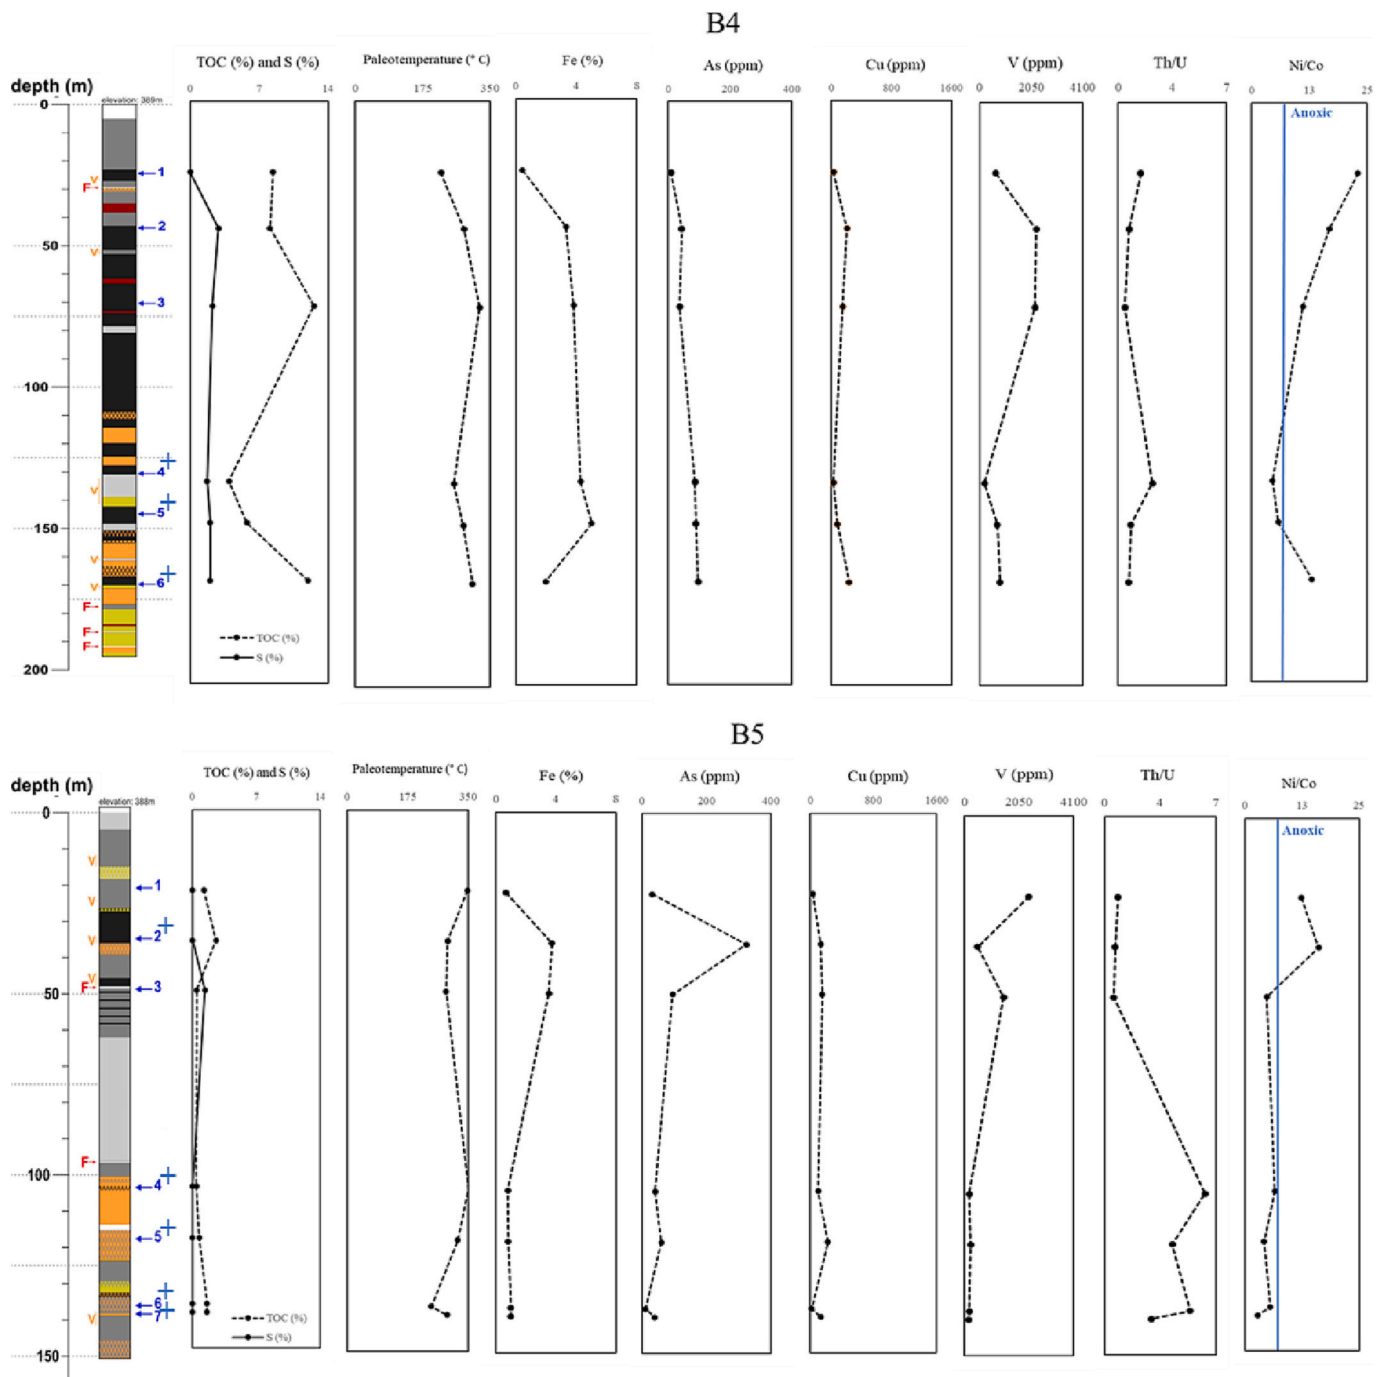 B4
TOC (%) and S (%) Paleotemperature (° C) Fe (%) As (ppm) Cu (ppm) V (ppm) Th/U Ni/Co
depth (m) 0 7 14 0 175 350 0 4 8 0 200 400 0 800 1600 0 2050 4100 0 4 7 0 13 25
elevation: 389m
0
Anoxic
1
V
F
2
50
V
3
100
4
V
5
150
V
6
V
F
F
TOC (%)
F
S (%)
200
B5
TOC (%) and S (%) Paleotemperature (° C) Fe (%) As (ppm) Cu (ppm) V (ppm) Th/U Ni/Co
depth (m) 0 7 14 0 175 350 0 4 8 0 200 400 0 800 1600 0 2050 4100 0 4 7 0 13 25
elevation: 388m
0
Anoxic
V
1
V
2
V
V
F
3
50
F
100
4
5
6
7
V
TOC (%)
S (%)
150